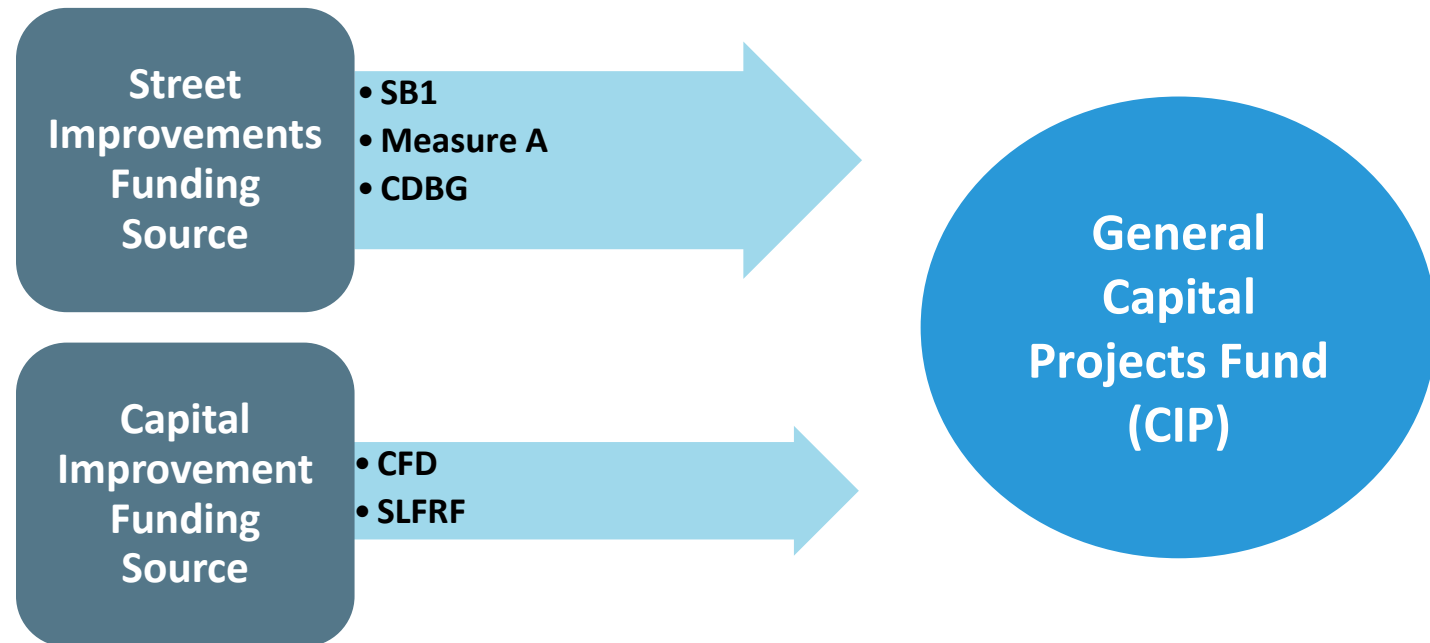 Street
Improvements
Funding
Source
• SB1
• Measure A
• CDBG
General
Capital
Projects Fund
(CIP)
Capital
Improvement
Funding
Source
• CFD
• SLFRF